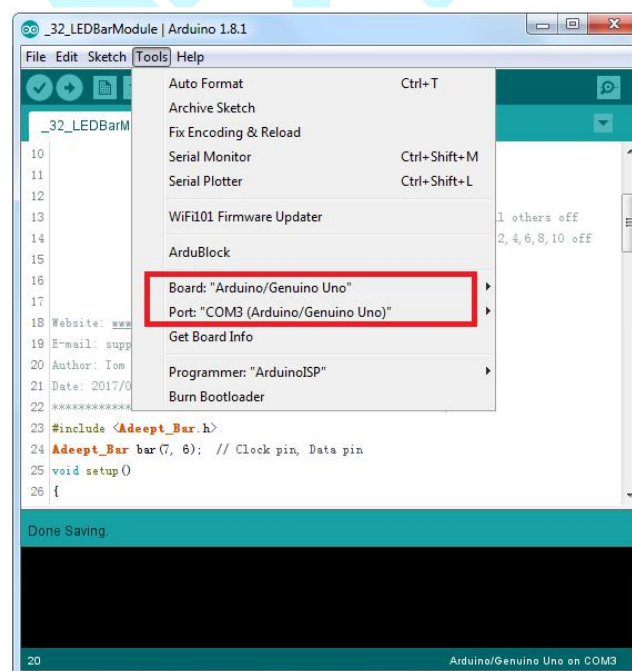 _32_LEDBarModule | Arduino 1.8.1
File Edit Sketch Tools Help
Auto Format Ctrl+T
Archive Sketch
_32_LEDBarM
Fix Encoding & Reload
Serial Monitor Ctrl+Shift+M
Serial Plotter Ctrl+Shift+L
WiFi101 Firmware Updater
ArduBlock
Board: "Arduino/Genuino Uno"
Port: "COM3 (Arduino/Genuino Uno)"
Get Board Info
Programmer: "ArduinoISP"
Burn Bootloader
10
11
12
13 l others off
14 2,4,6,8,10 off
15
16
17
18 Website: www
19 E-mail: supp
20 Author: Tom
21 Date: 2017/0
22 ************
23 #include <Adeept_Bar.h>
24 Adeept_Bar bar(7, 6); // Clock pin, Data pin
25 void setup()
26 {
Done Saving.
20 Arduino/Genuino Uno on COM3